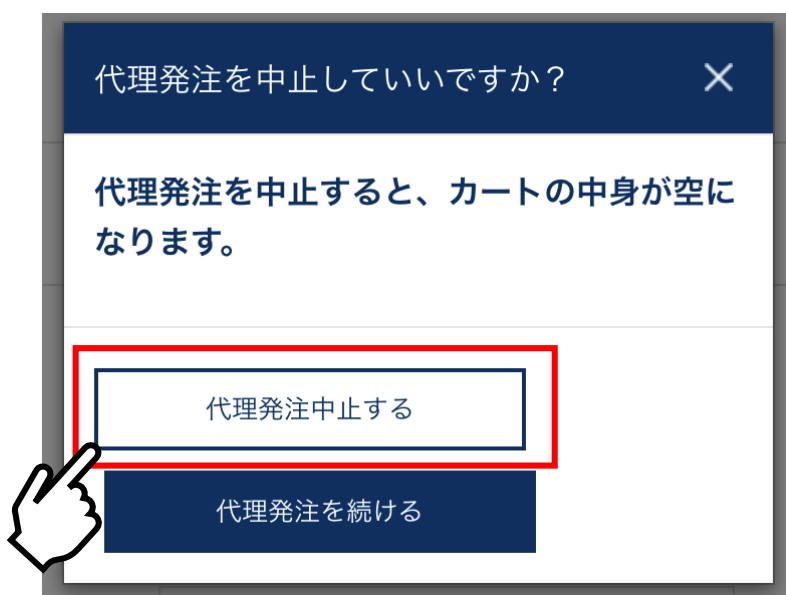 代理発注を中止していいですか？
代理発注を中止すると、カートの中身が空に
なります。
代理発注中止する
代理発注を続ける